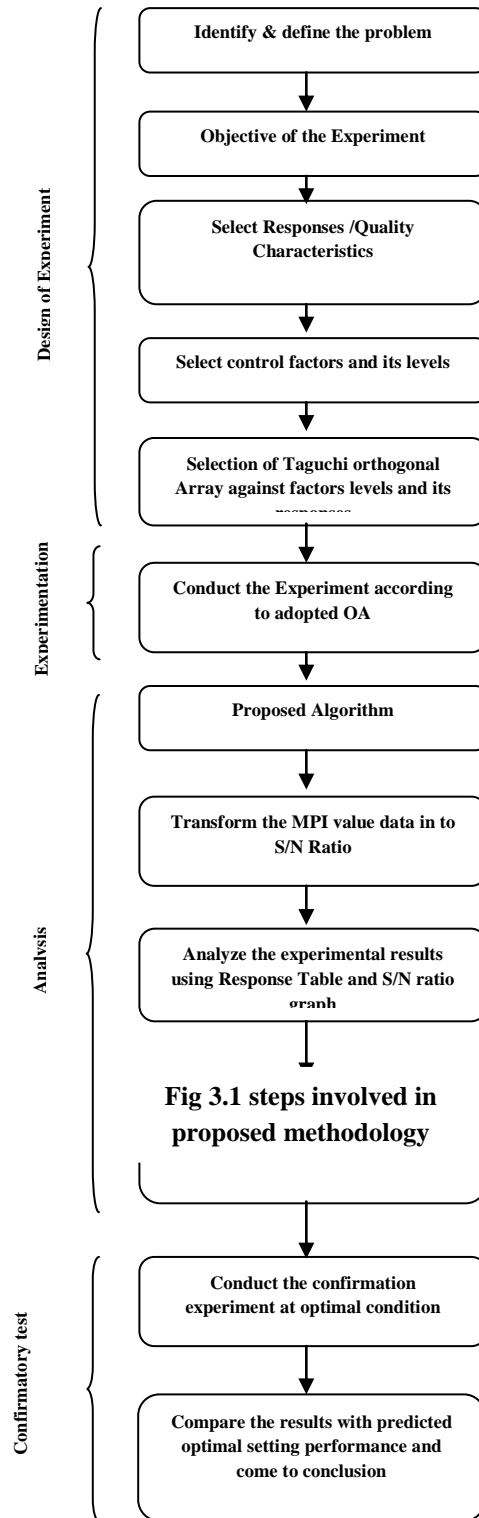 Identify & define the problem
Objective of the Experiment
Select Responses /Quality
Characteristics
Design of Experiment
Select control factors and its levels
Selection of Taguchi orthogonal
Array against factors levels and its
responses
Experimentation
Conduct the Experiment according
to adopted OA
Proposed Algorithm
Transform the MPI value data in to
S/N Ratio
Analysis
Analyze the experimental results
using Response Table and S/N ratio
graph
Fig 3.1 steps involved in
proposed methodology
Confirmatory test
Conduct the confirmation
experiment at optimal condition
Compare the results with predicted
optimal setting performance and
come to conclusion